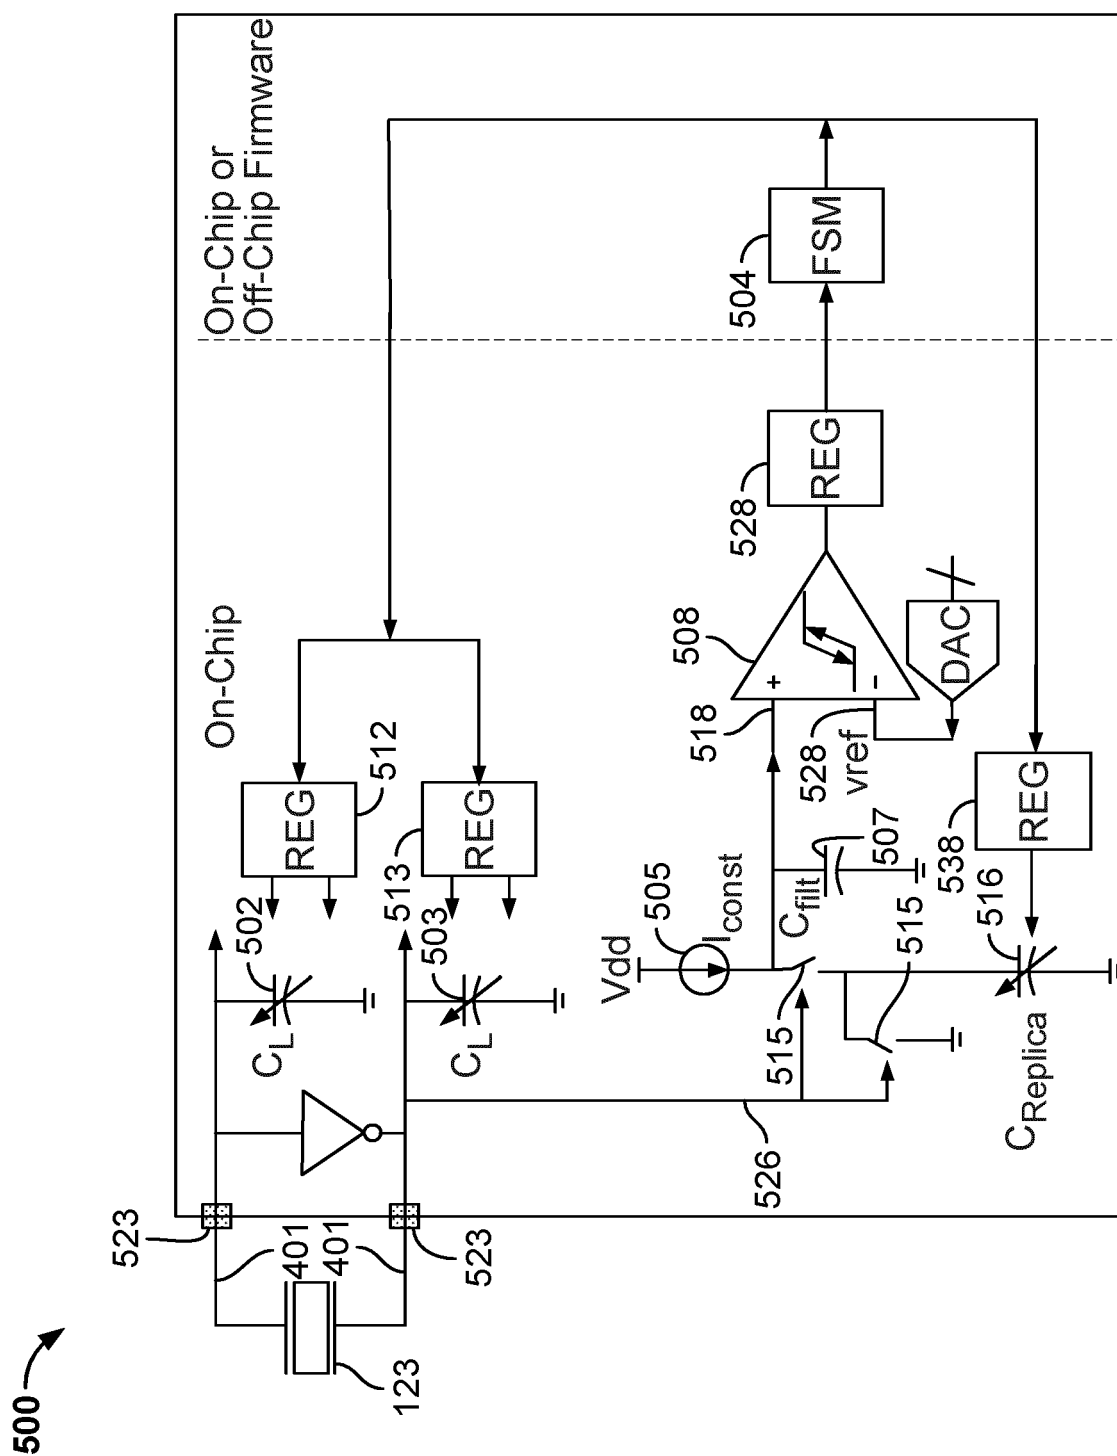 500
On-Chip
On-Chip or
Off-Chip Firmware
523
401
401
523
123
C_L
502
C_L
503
REG
512
513
REG
Vdd
505
I_const
C_filt
507
515
515
526
C_Replica
516
538
REG
518
528
vref
+
−
508
DAC
528
REG
504
FSM